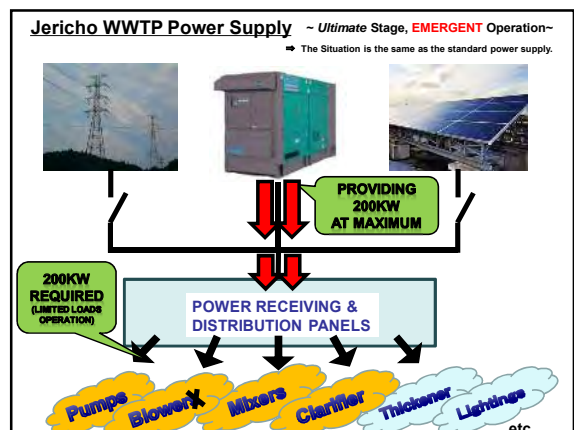 Jericho WWTP Power Supply ~ Ultimate Stage, EMERGENT Operation~
⇒ The Situation is the same as the standard power supply.
PROVIDING
200KW
AT MAXIMUM
200KW
REQUIRED
(LIMITED LOADS
OPERATION)
POWER RECEIVING &
DISTRIBUTION PANELS
Pumps
Blowers
Mixers
Clarifier
Thickener
Lightings
etc